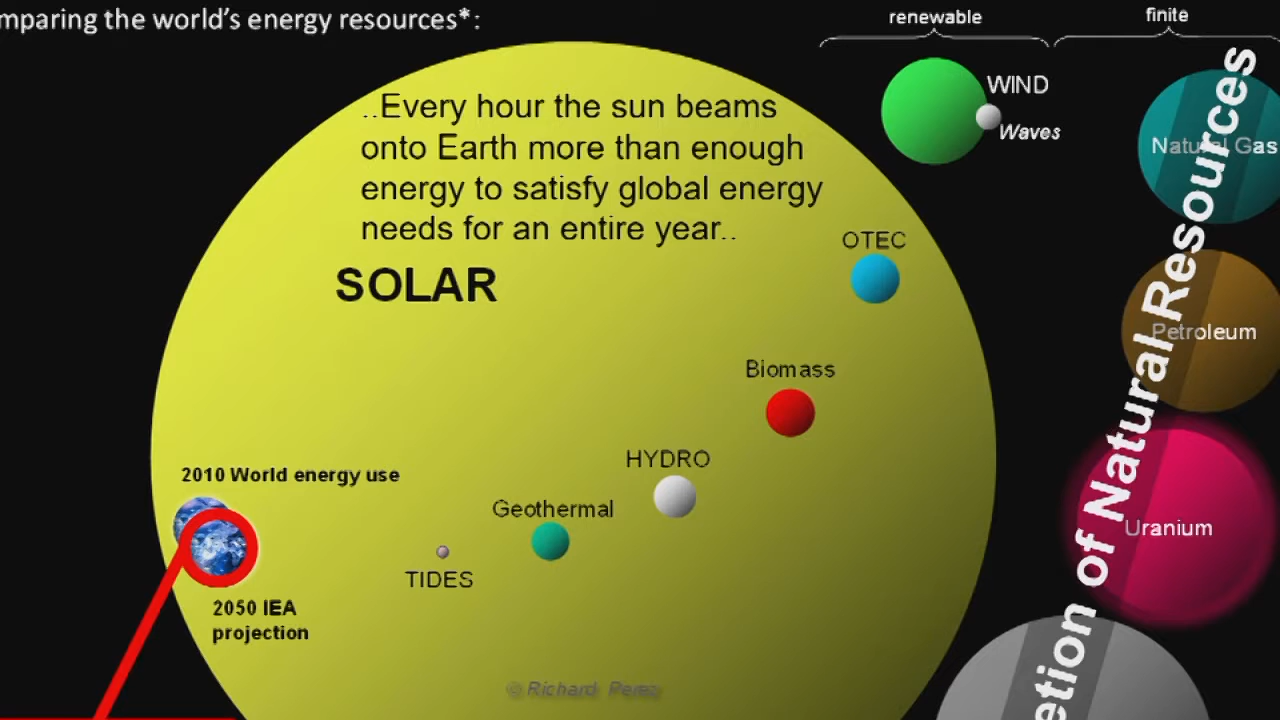 mparing the world's energy resources*:
renewable
finite
..Every hour the sun beams
onto Earth more than enough
energy to satisfy global energy
needs for an entire year..
SOLAR
WIND
Waves
Natural Gas
OTEC
Petroleum
Biomass
HYDRO
2010 World energy use
Geothermal
Uranium
TIDES
2050 IEA
projection
etion of Natural Resources
© Richard Perez